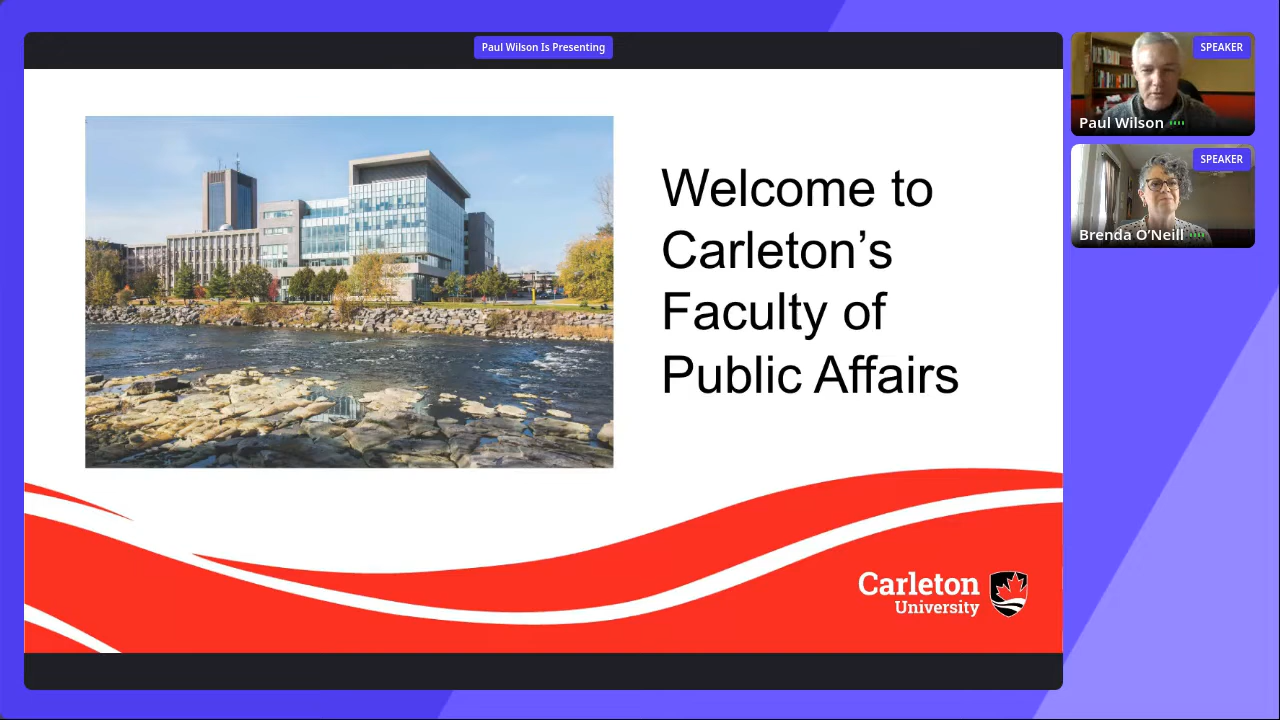 Paul Wilson Is Presenting
SPEAKER
Paul Wilson
SPEAKER
Brenda O’Neill
Welcome to
Carleton’s
Faculty of
Public Affairs
Carleton
University